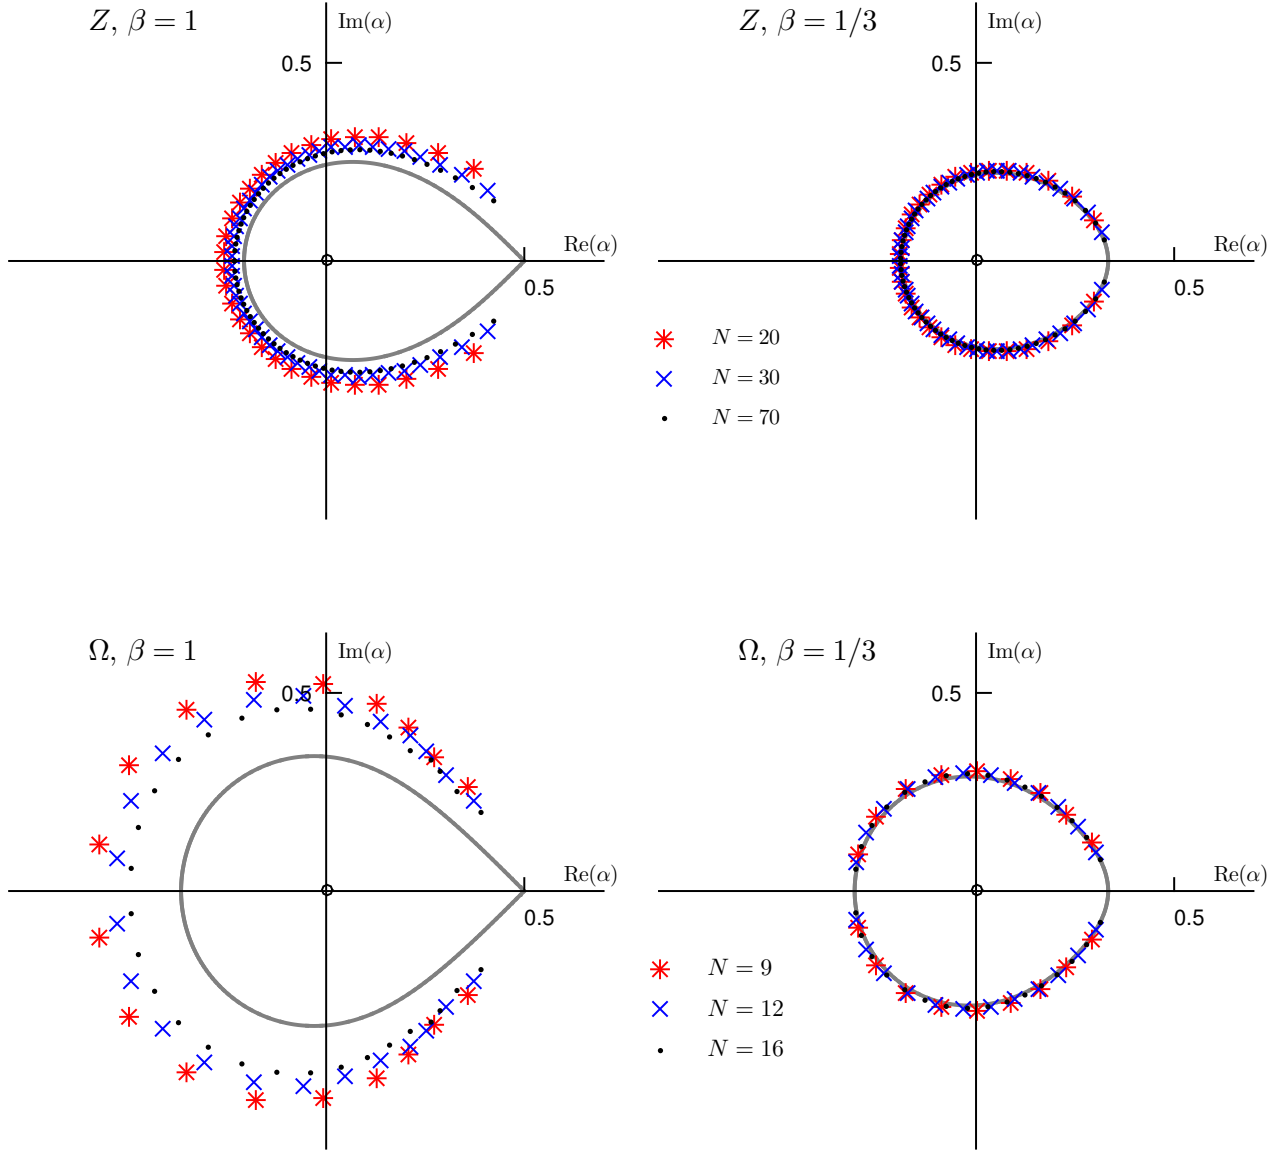 Z, β = 1
Im(α)
0.5
Re(α)
0.5
Z, β = 1/3
Im(α)
0.5
Re(α)
0.5
N = 20
N = 30
N = 70
Ω, β = 1
Im(α)
0.5
Re(α)
0.5
Ω, β = 1/3
Im(α)
0.5
Re(α)
0.5
N = 9
N = 12
N = 16